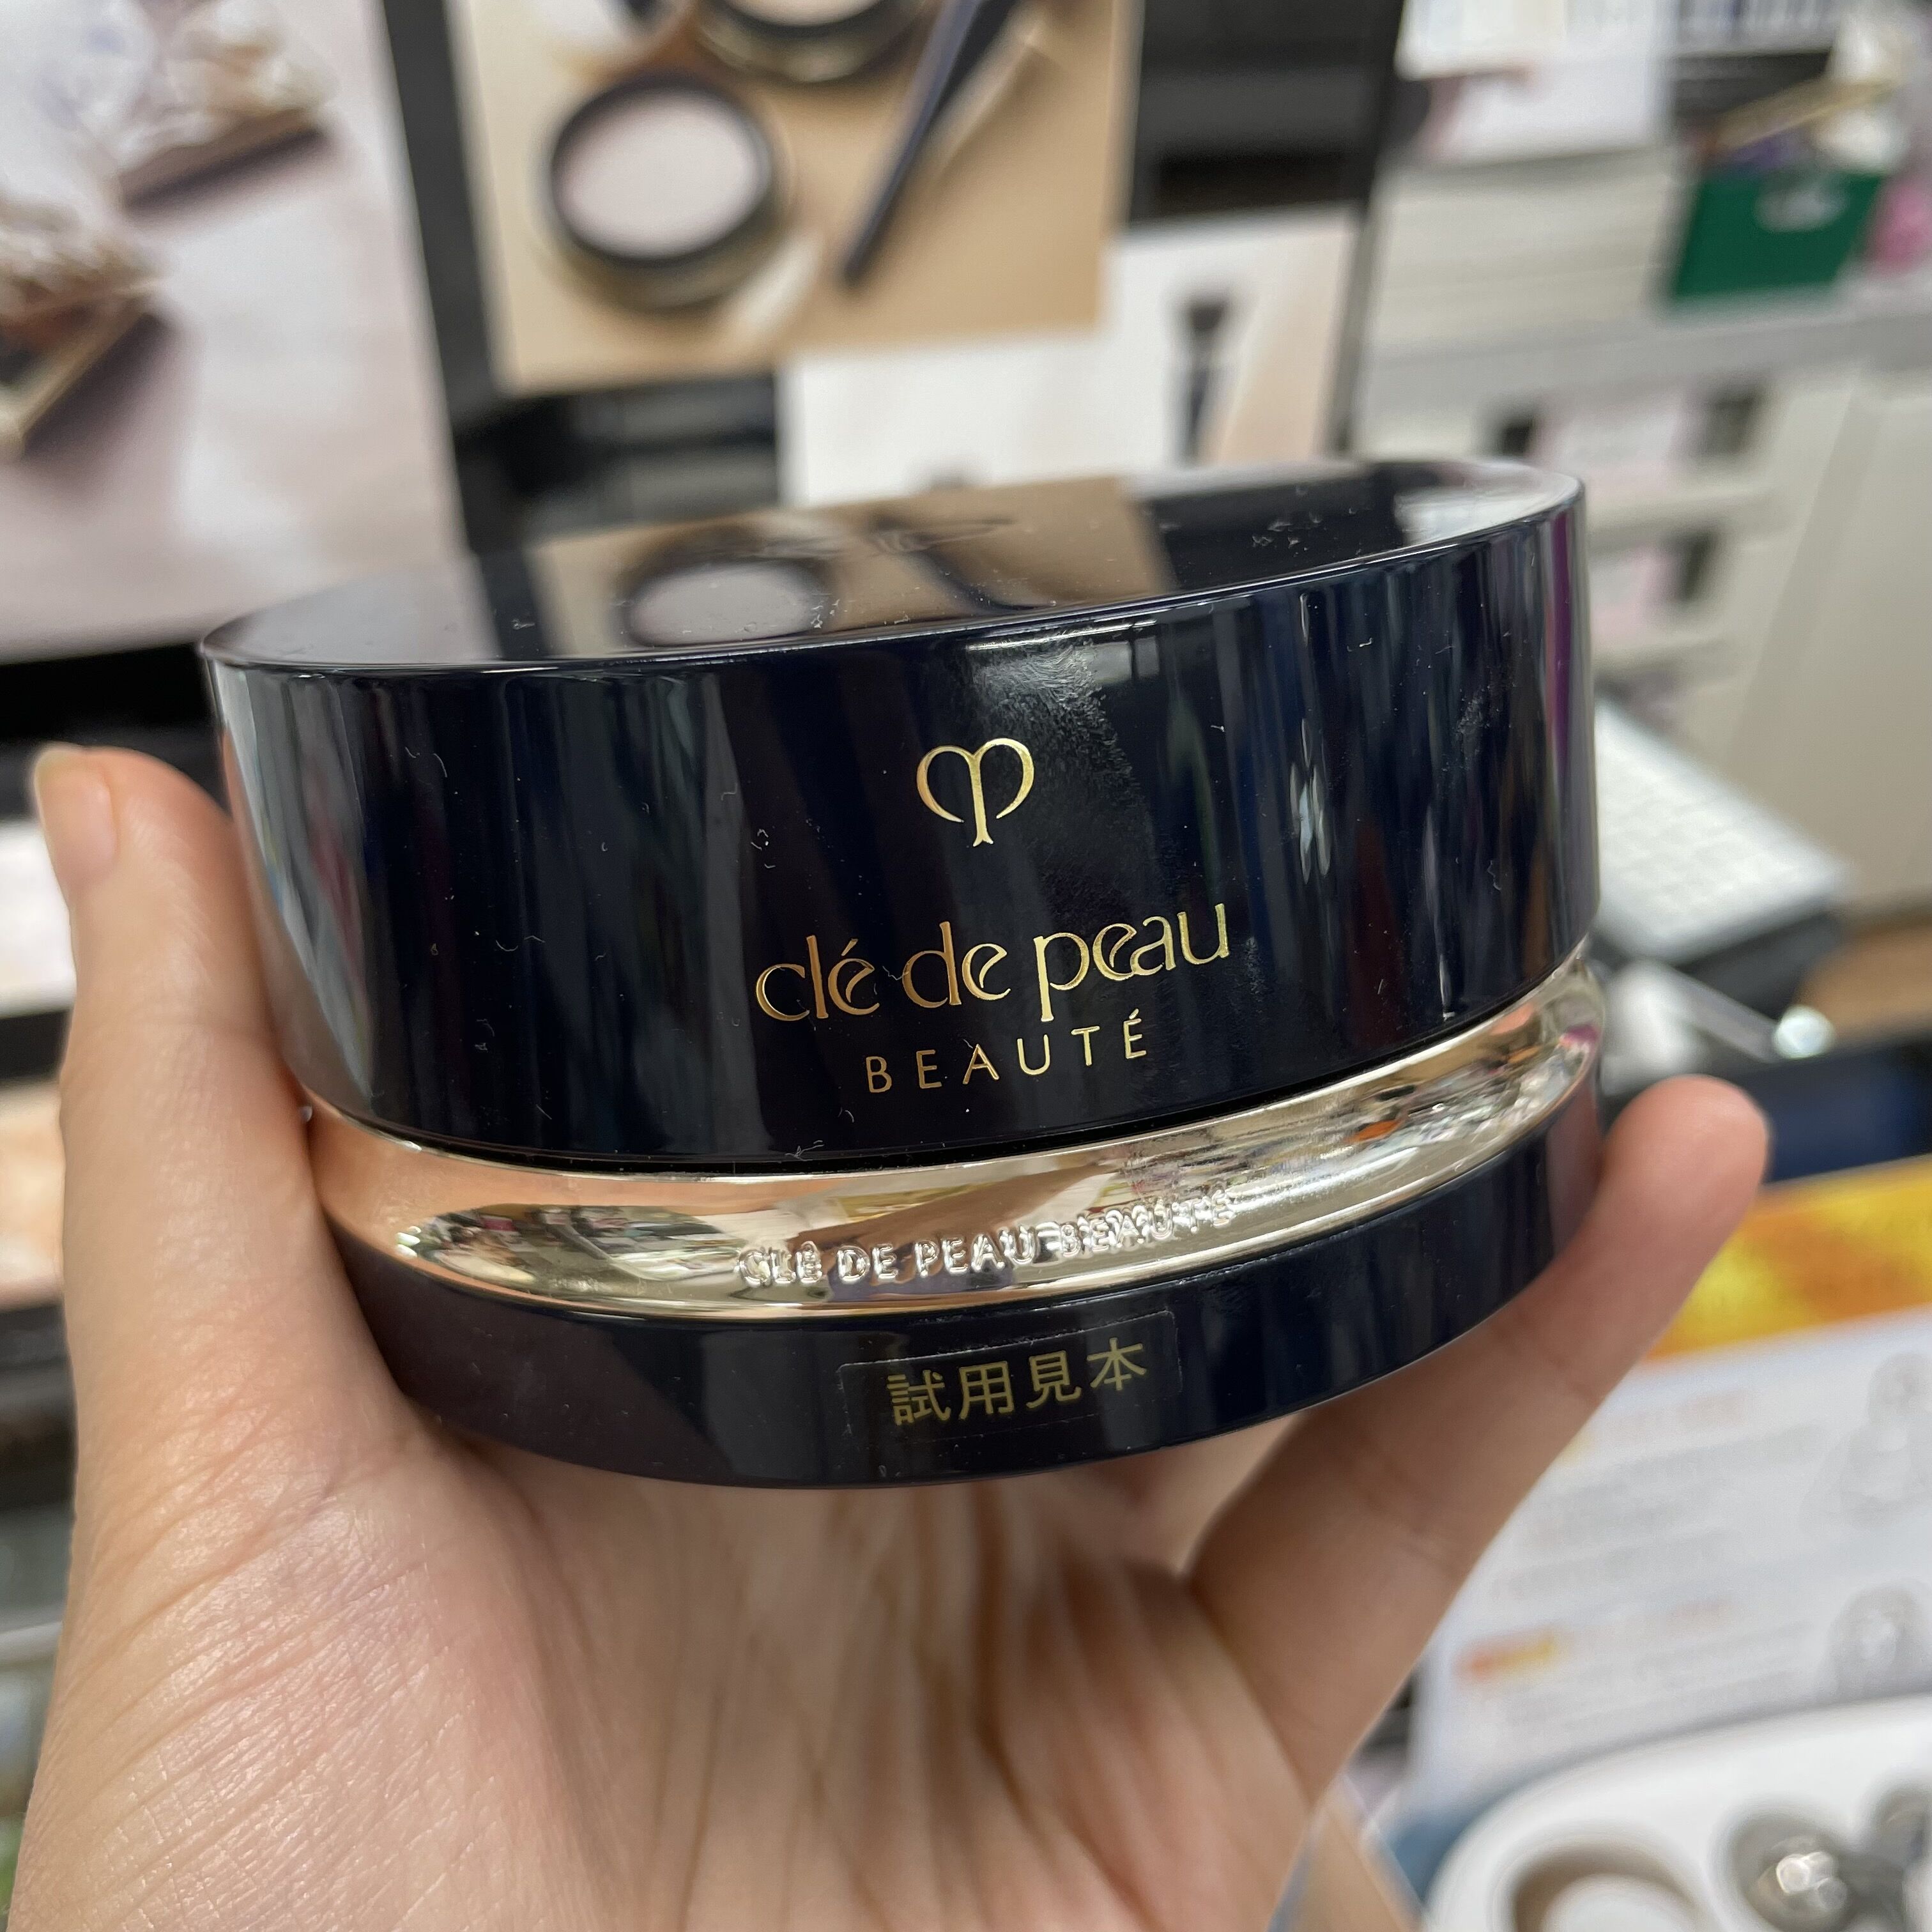 clé de peau
BEAUTÉ
CLÉ DE PEAU BEAUTÉ
試用見本